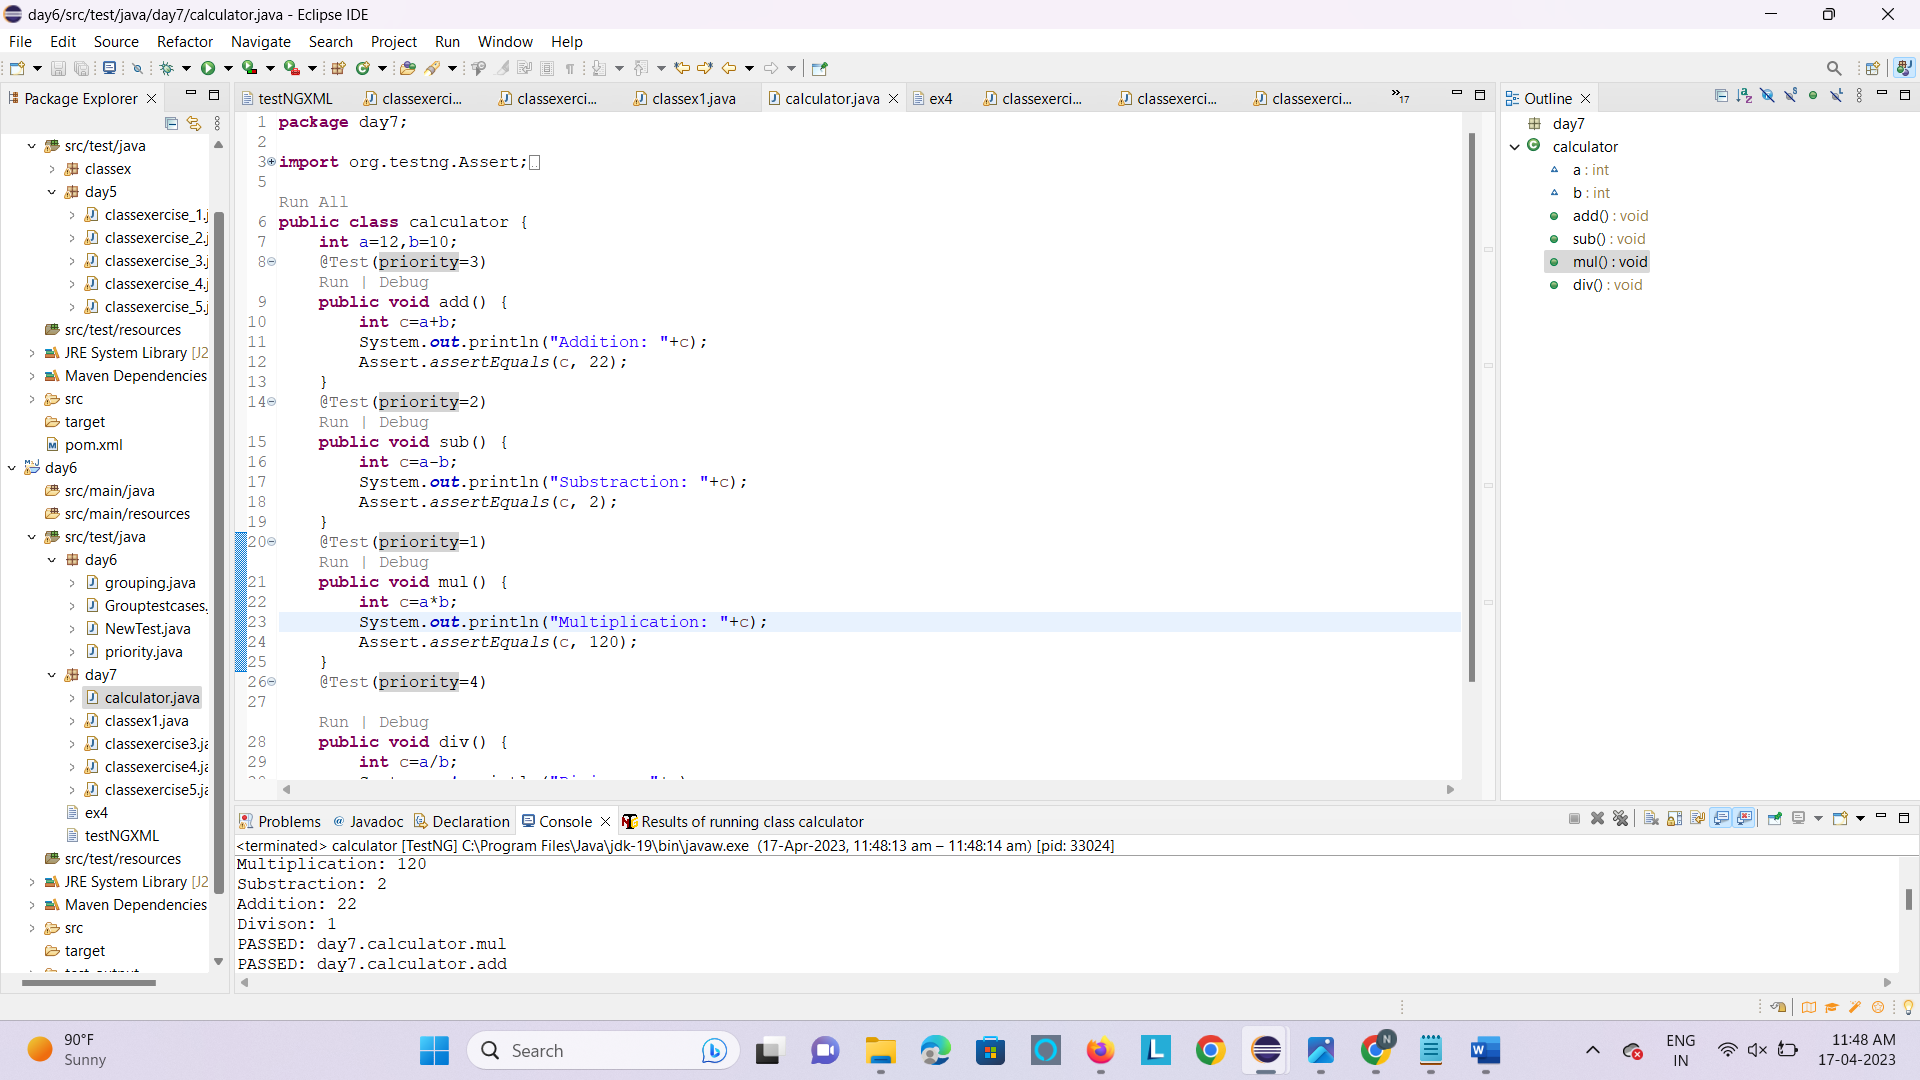 day6/src/test/java/day7/calculator.java - Eclipse IDE
File Edit Source Refactor Navigate Search Project Run Window Help
Package Explorer
src/test/java
classex
day5
classexercise_1.j
classexercise_2.j
classexercise_3.j
classexercise_4.j
classexercise_5.j
src/test/resources
JRE System Library [J2
Maven Dependencies
src
target
pom.xml
day6
src/main/java
src/main/resources
src/test/java
day6
grouping.java
Grouptestcases.
NewTest.java
priority.java
day7
calculator.java
classex1.java
classexercise3.ja
classexercise4.ja
classexercise5.ja
ex4
testNGXML
src/test/resources
JRE System Library [J2
Maven Dependencies
src
target
testNGXML classexerci... classexerci... classex1.java calculator.java ex4 classexerci... classexerci... classexerci... »17
1 package day7;
2
3 import org.testng.Assert;
5
Run All
6 public class calculator {
7 int a=12,b=10;
8 @Test(priority=3)
Run | Debug
9 public void add() {
10 int c=a+b;
11 System.out.println("Addition: "+c);
12 Assert.assertEquals(c, 22);
13 }
14 @Test(priority=2)
Run | Debug
15 public void sub() {
16 int c=a-b;
17 System.out.println("Substraction: "+c);
18 Assert.assertEquals(c, 2);
19 }
20 @Test(priority=1)
Run | Debug
21 public void mul() {
22 int c=a*b;
23 System.out.println("Multiplication: "+c);
24 Assert.assertEquals(c, 120);
25 }
26 @Test(priority=4)
27
Run | Debug
28 public void div() {
29 int c=a/b;
Outline
day7
calculator
a : int
b : int
add() : void
sub() : void
mul() : void
div() : void
Problems @ Javadoc Declaration Console Results of running class calculator
<terminated> calculator [TestNG] C:\Program Files\Java\jdk-19\bin\javaw.exe (17-Apr-2023, 11:48:13 am – 11:48:14 am) [pid: 33024]
Multiplication: 120
Substraction: 2
Addition: 22
Divison: 1
PASSED: day7.calculator.mul
PASSED: day7.calculator.add
90°F
Sunny
Search
N
ENG
IN
11:48 AM
17-04-2023